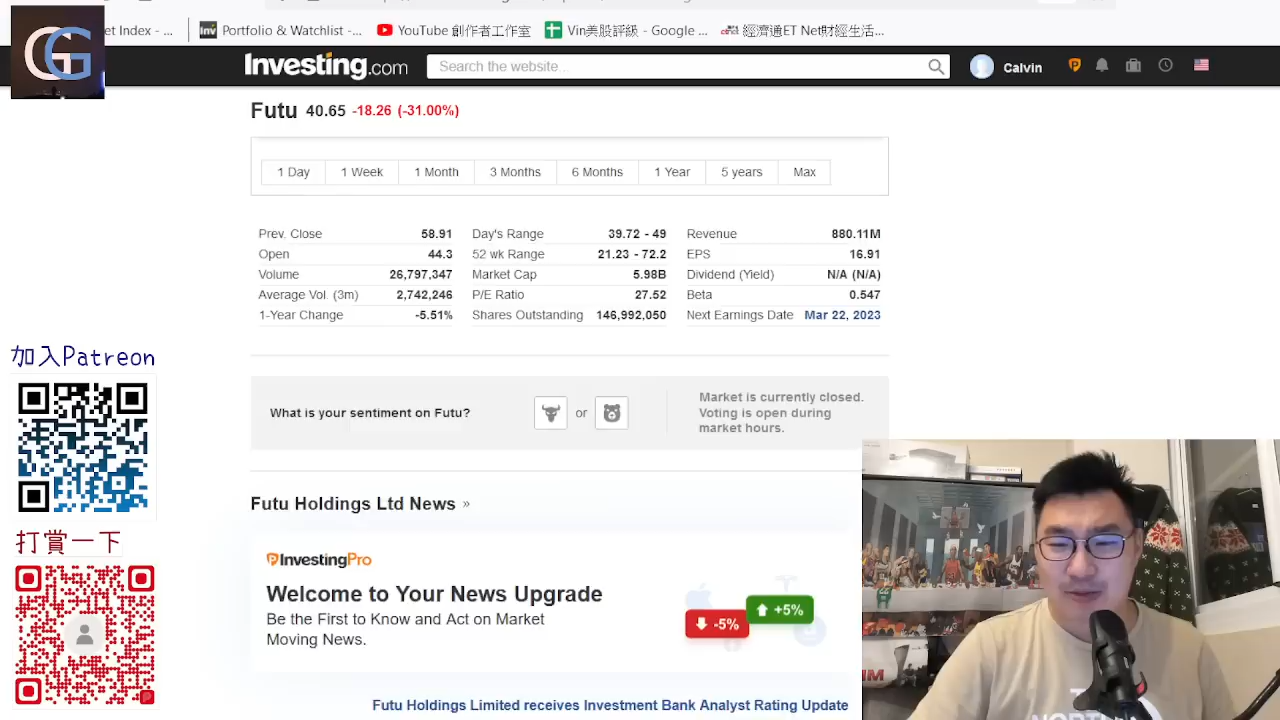 et Index - ...
Portfolio & Watchlist -...
YouTube 創作者工作室
Vin美股評級 - Google ...
經濟通ET Net財經生活...
GG
Investing.com
Search the website...
Calvin
Futu 40.65 -18.26 (-31.00%)
1 Day 1 Week 1 Month 3 Months 6 Months 1 Year 5 years Max
Prev. Close 58.91 Day's Range 39.72 - 49 Revenue 880.11M
Open 44.3 52 wk Range 21.23 - 72.2 EPS 16.91
Volume 26,797,347 Market Cap 5.98B Dividend (Yield) N/A (N/A)
Average Vol. (3m) 2,742,246 P/E Ratio 27.52 Beta 0.547
1-Year Change -5.51% Shares Outstanding 146,992,050 Next Earnings Date Mar 22, 2023
加入Patreon
What is your sentiment on Futu? or
Market is currently closed.
Voting is open during
market hours.
Futu Holdings Ltd News »
打賞一下
InvestingPro
Welcome to Your News Upgrade
Be the First to Know and Act on Market
Moving News.
-5%
+5%
Futu Holdings Limited receives Investment Bank Analyst Rating Update